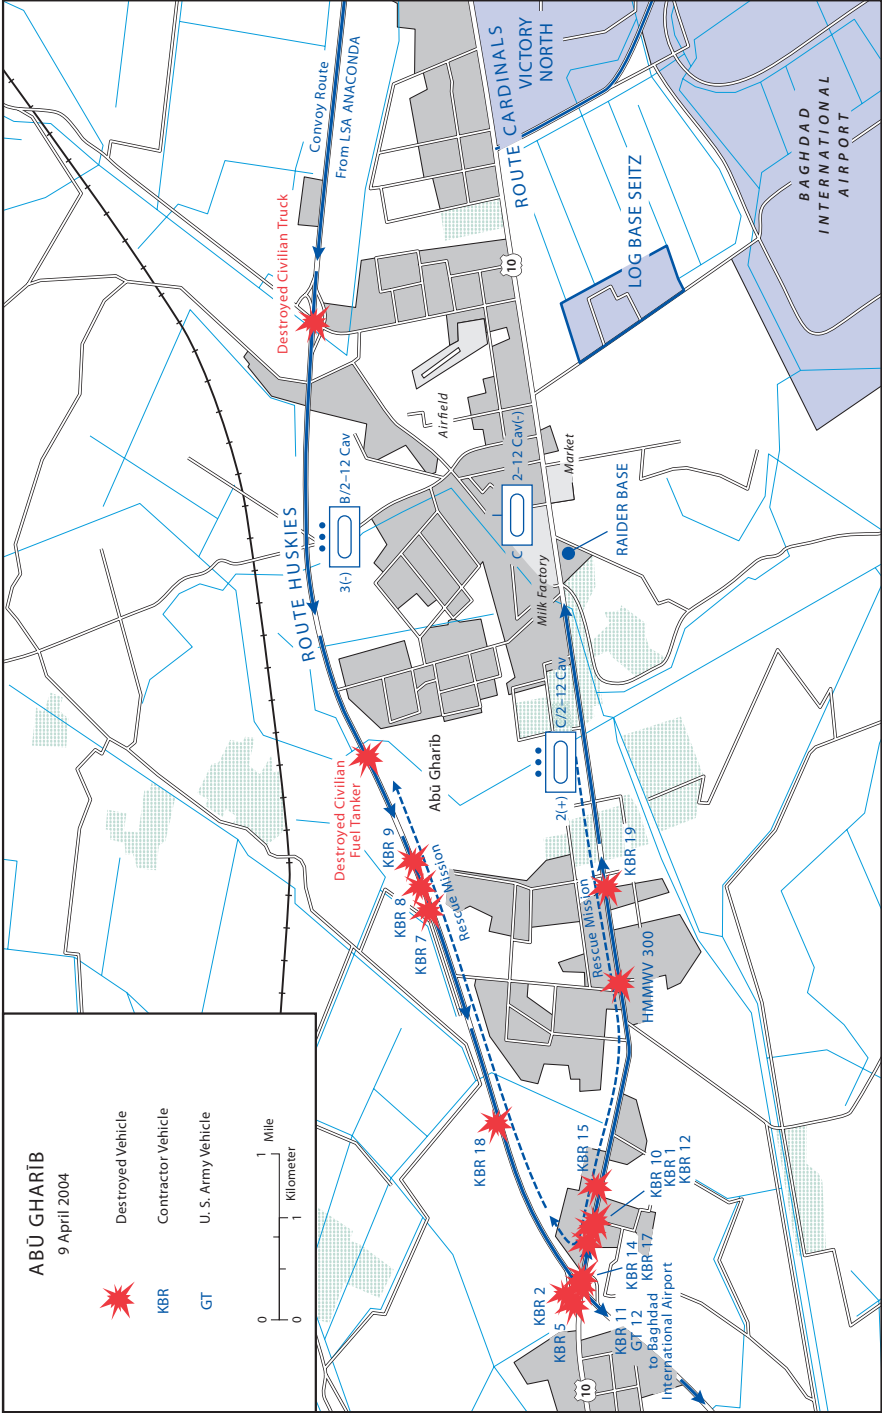 ABŪ GHARĪB
9 April 2004
Destroyed Vehicle
KBR
Contractor Vehicle
GT
U. S. Army Vehicle
0
1
Mile
0
1
Kilometer
Convoy Route
From LSA ANACONDA
Destroyed Civilian Truck
ROUTE CARDINALS
VICTORY
NORTH
BAGHDAD
INTERNATIONAL
AIRPORT
LOG BASE SEITZ
10
Airfield
Market
ROUTE HUSKIES
3(-)
B/2–12 Cav
C
2–12 Cav(-)
RAIDER BASE
Milk Factory
2(+)
C/2–12 Cav
Abū Gharīb
Destroyed Civilian
Fuel Tanker
KBR 9
KBR 8
KBR 7
Rescue Mission
Rescue Mission
KBR 19
HMMWV 300
KBR 18
KBR 15
KBR 10
KBR 1
KBR 12
KBR 14
KBR 17
KBR 2
KBR 5
KBR 11
GT 12
to Baghdad
International Airport
10